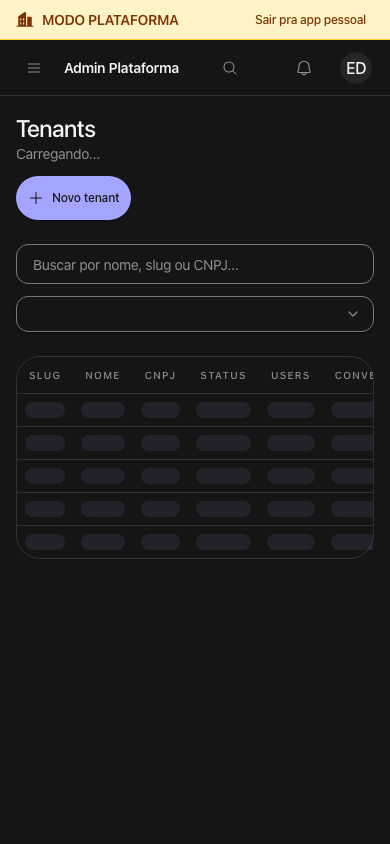 MODO PLATAFORMA
Sair pra app pessoal
Admin Plataforma
ED
Tenants
Carregando...
Novo tenant
Buscar por nome, slug ou CNPJ...
SLUG NOME CNPJ STATUS USERS CONVE